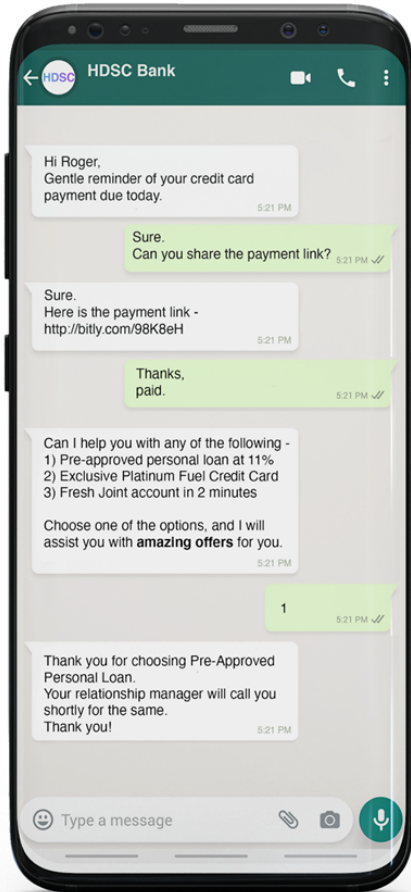 HDSC
HDSC Bank
Hi Roger,
Gentle reminder of your credit card
payment due today.
5:21 PM
Sure.
Can you share the payment link?
5:21 PM
Sure.
Here is the payment link -
http://bitly.com/98K8eH
5:21 PM
Thanks,
paid.
5:21 PM
Can I help you with any of the following -
1) Pre-approved personal loan at 11%
2) Exclusive Platinum Fuel Credit Card
3) Fresh Joint account in 2 minutes
Choose one of the options, and I will
assist you with amazing offers for you.
5:21 PM
1
5:21 PM
Thank you for choosing Pre-Approved
Personal Loan.
Your relationship manager will call you
shortly for the same.
Thank you!
5:21 PM
Type a message